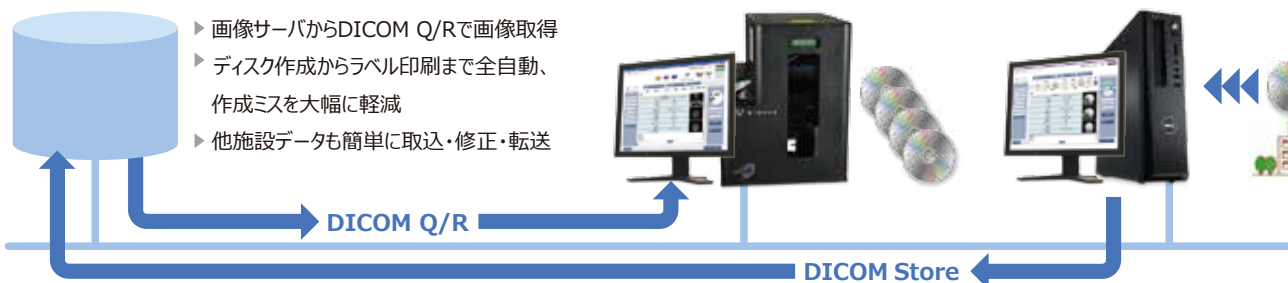 ▶ 画像サーバからDICOM Q/Rで画像取得
▶ ディスク作成からラベル印刷まで全自動、
作成ミスを大幅に軽減
▶ 他施設データも簡単に取込・修正・転送
DICOM Q/R
DICOM Store